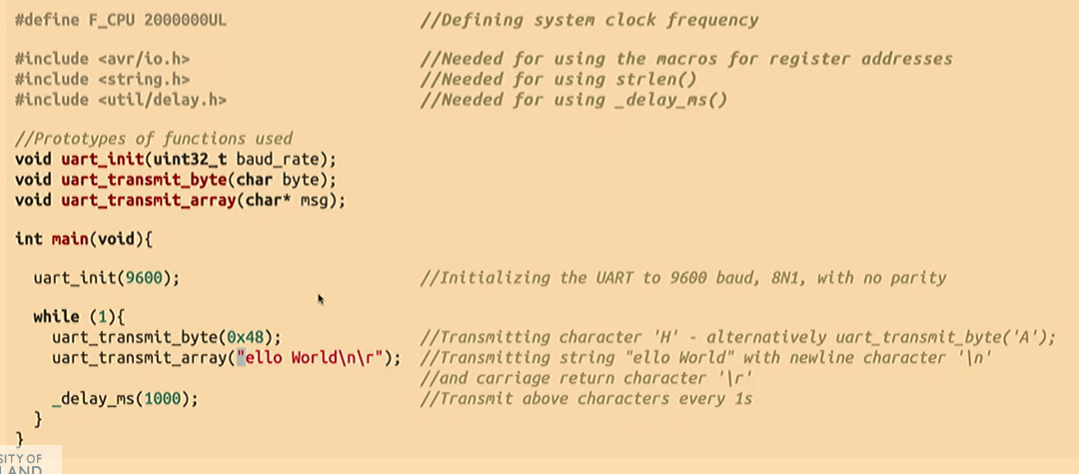 #define F_CPU 2000000UL //Defining system clock frequency
#include <avr/io.h> //Needed for using the macros for register addresses
#include <string.h> //Needed for using strlen()
#include <util/delay.h> //Needed for using _delay_ms()
//Prototypes of functions used
void uart_init(uint32_t baud_rate);
void uart_transmit_byte(char byte);
void uart_transmit_array(char* msg);
int main(void){
uart_init(9600); //Initializing the UART to 9600 baud, 8N1, with no parity
while (1){
uart_transmit_byte(0x48); //Transmitting character 'H' - alternatively uart_transmit_byte('A');
uart_transmit_array("ello World\n\r"); //Transmitting string "ello World" with newline character '\n'
//and carriage return character '\r'
_delay_ms(1000); //Transmit above characters every 1s
}
}
SITY OF
LAND